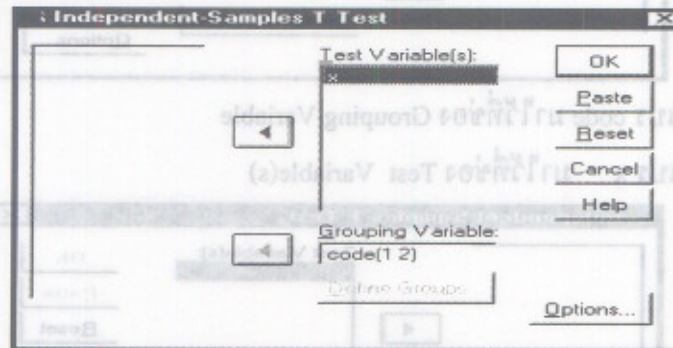 Independent-Samples T Test
Test Variable(s):
x
OK
Paste
Reset
Cancel
Help
Grouping Variable:
code(1 2)
Define Groups...
Options...